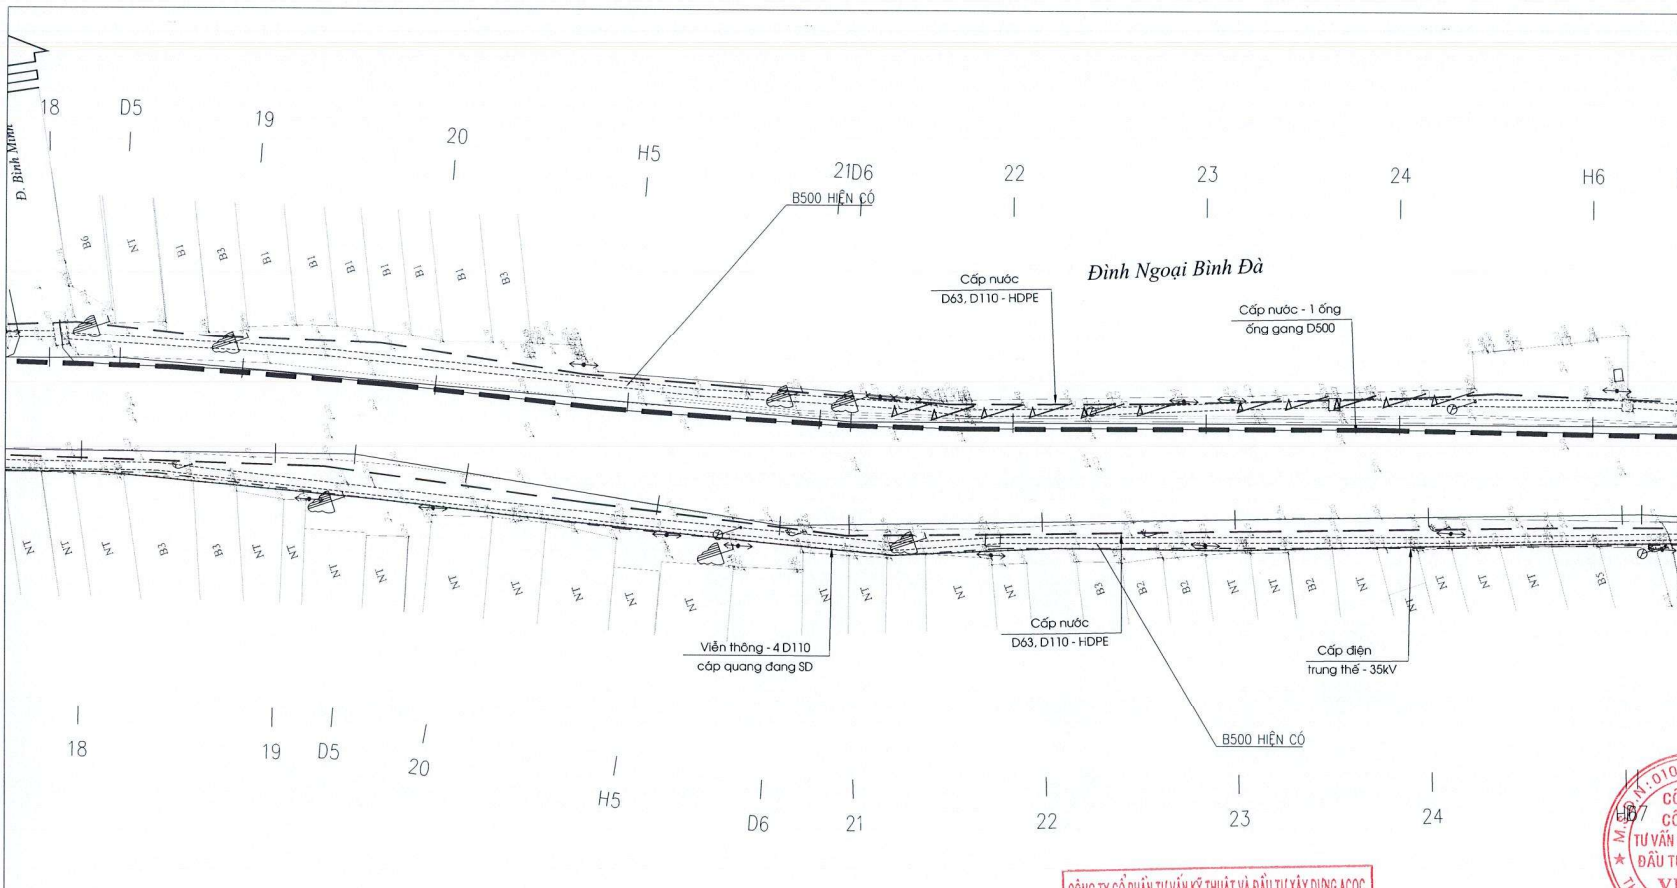 Đ. Bình Minh
18 D5 19 20 H5 21 D6 22 23 24 H6
B500 HIỆN CÓ
Đình Ngoại Bình Đà
Cấp nước
D63, D110 - HDPE
Cấp nước - 1 ống
ống gang D500
B6 NT B1 B3 B1 B1 B1 B1 B1 B1 B3
NT NT NT B3 B3 NT NT NT NT NT NT NT NT NT NT NT NT NT B3 B2 B2 NT NT B2 NT NT NT NT NT B5
Viễn thông - 4 D110
cáp quang đang SD
Cấp nước
D63, D110 - HDPE
Cấp điện
trung thế - 35kV
B500 HIỆN CÓ
18 19 D5 20 H5 D6 21 22 23 24
M.S.D.N:010
TƯ VẤN
ĐẦU T
CÔNG TY CỔ PHẦN TƯ VẤN KỸ THUẬT VÀ ĐẦU TƯ XÂY DỰNG ACOC